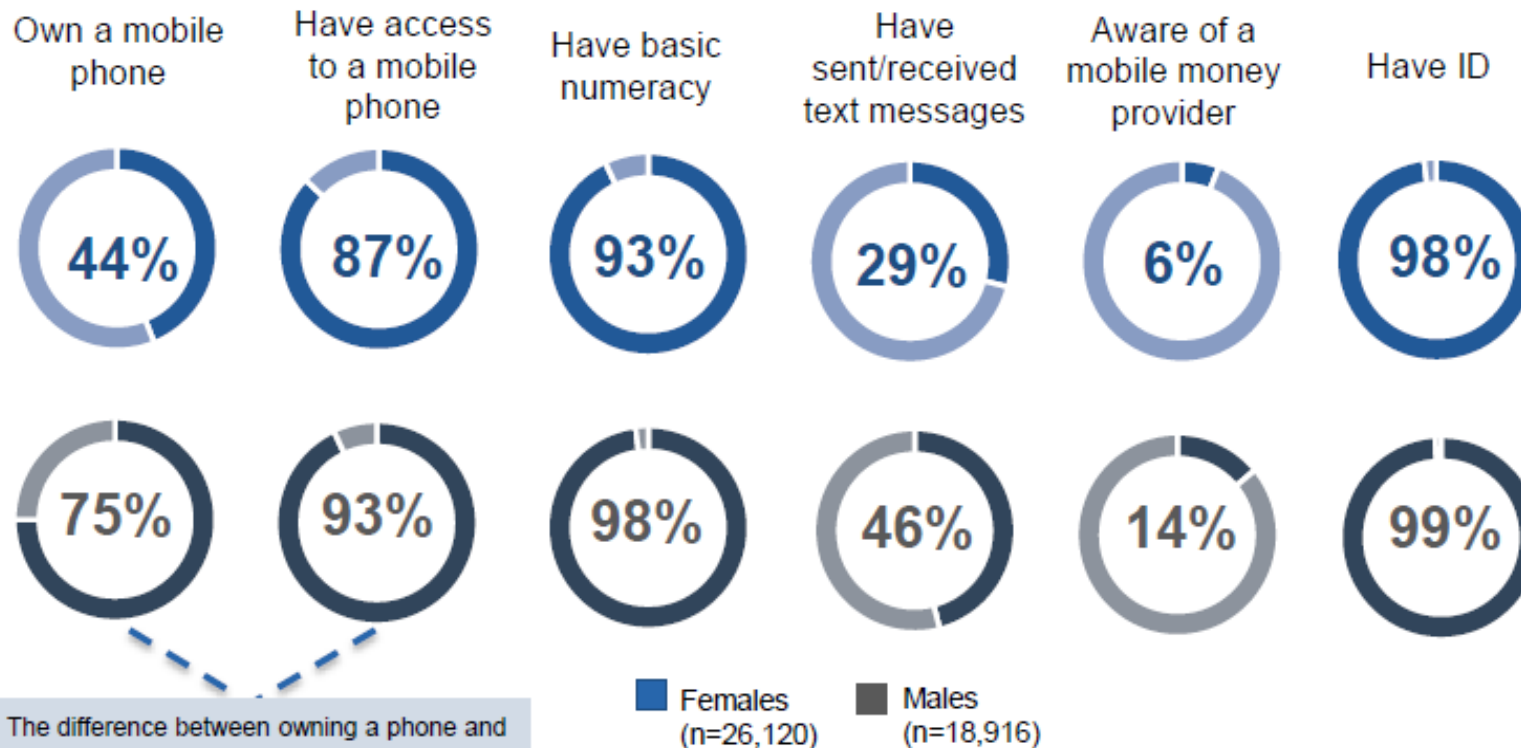 Own a mobile
phone
Have access
to a mobile
phone
Have basic
numeracy
Have
sent/received
text messages
Aware of a
mobile money
provider
Have ID
44%
87%
93%
29%
6%
98%
75%
93%
98%
46%
14%
99%
The difference between owning a phone and
Females
(n=26,120)
Males
(n=18,916)